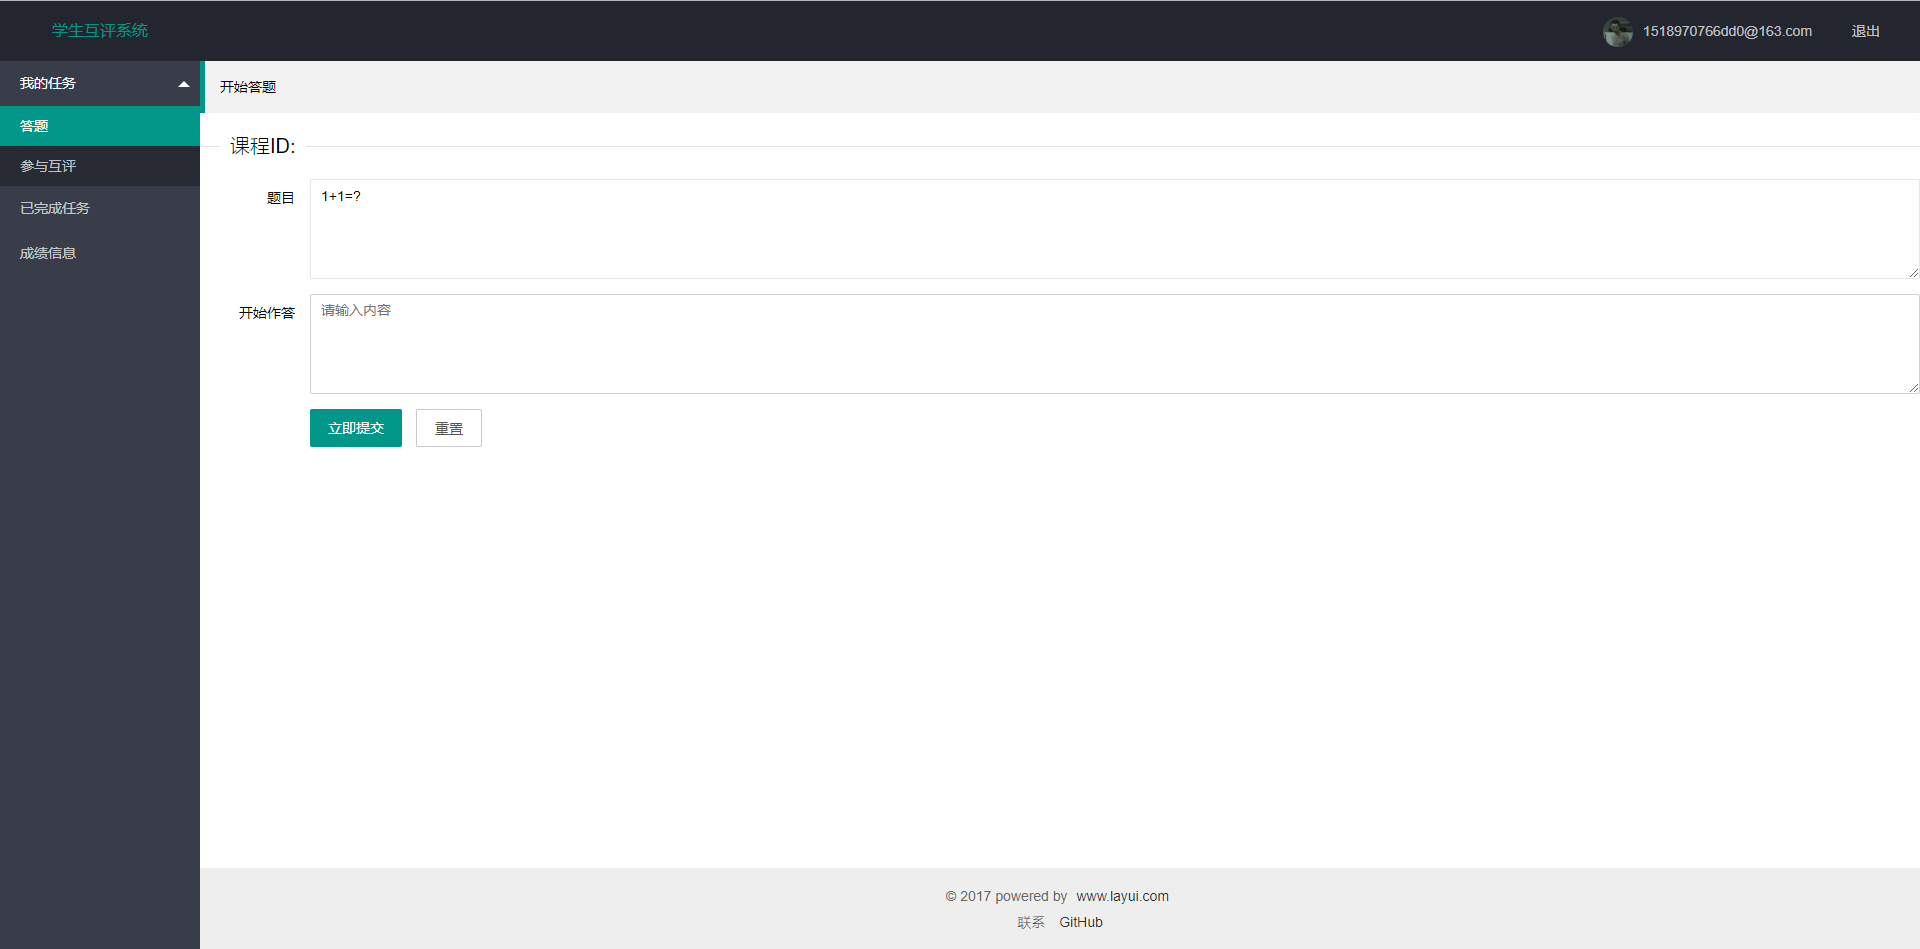 学生互评系统
1518970766dd0@163.com 退出
我的任务
答题
参与互评
已完成任务
成绩信息
开始答题
课程ID:
题目 1+1=?
开始作答 请输入内容
立即提交 重置
© 2017 powered by www.layui.com
联系 GitHub